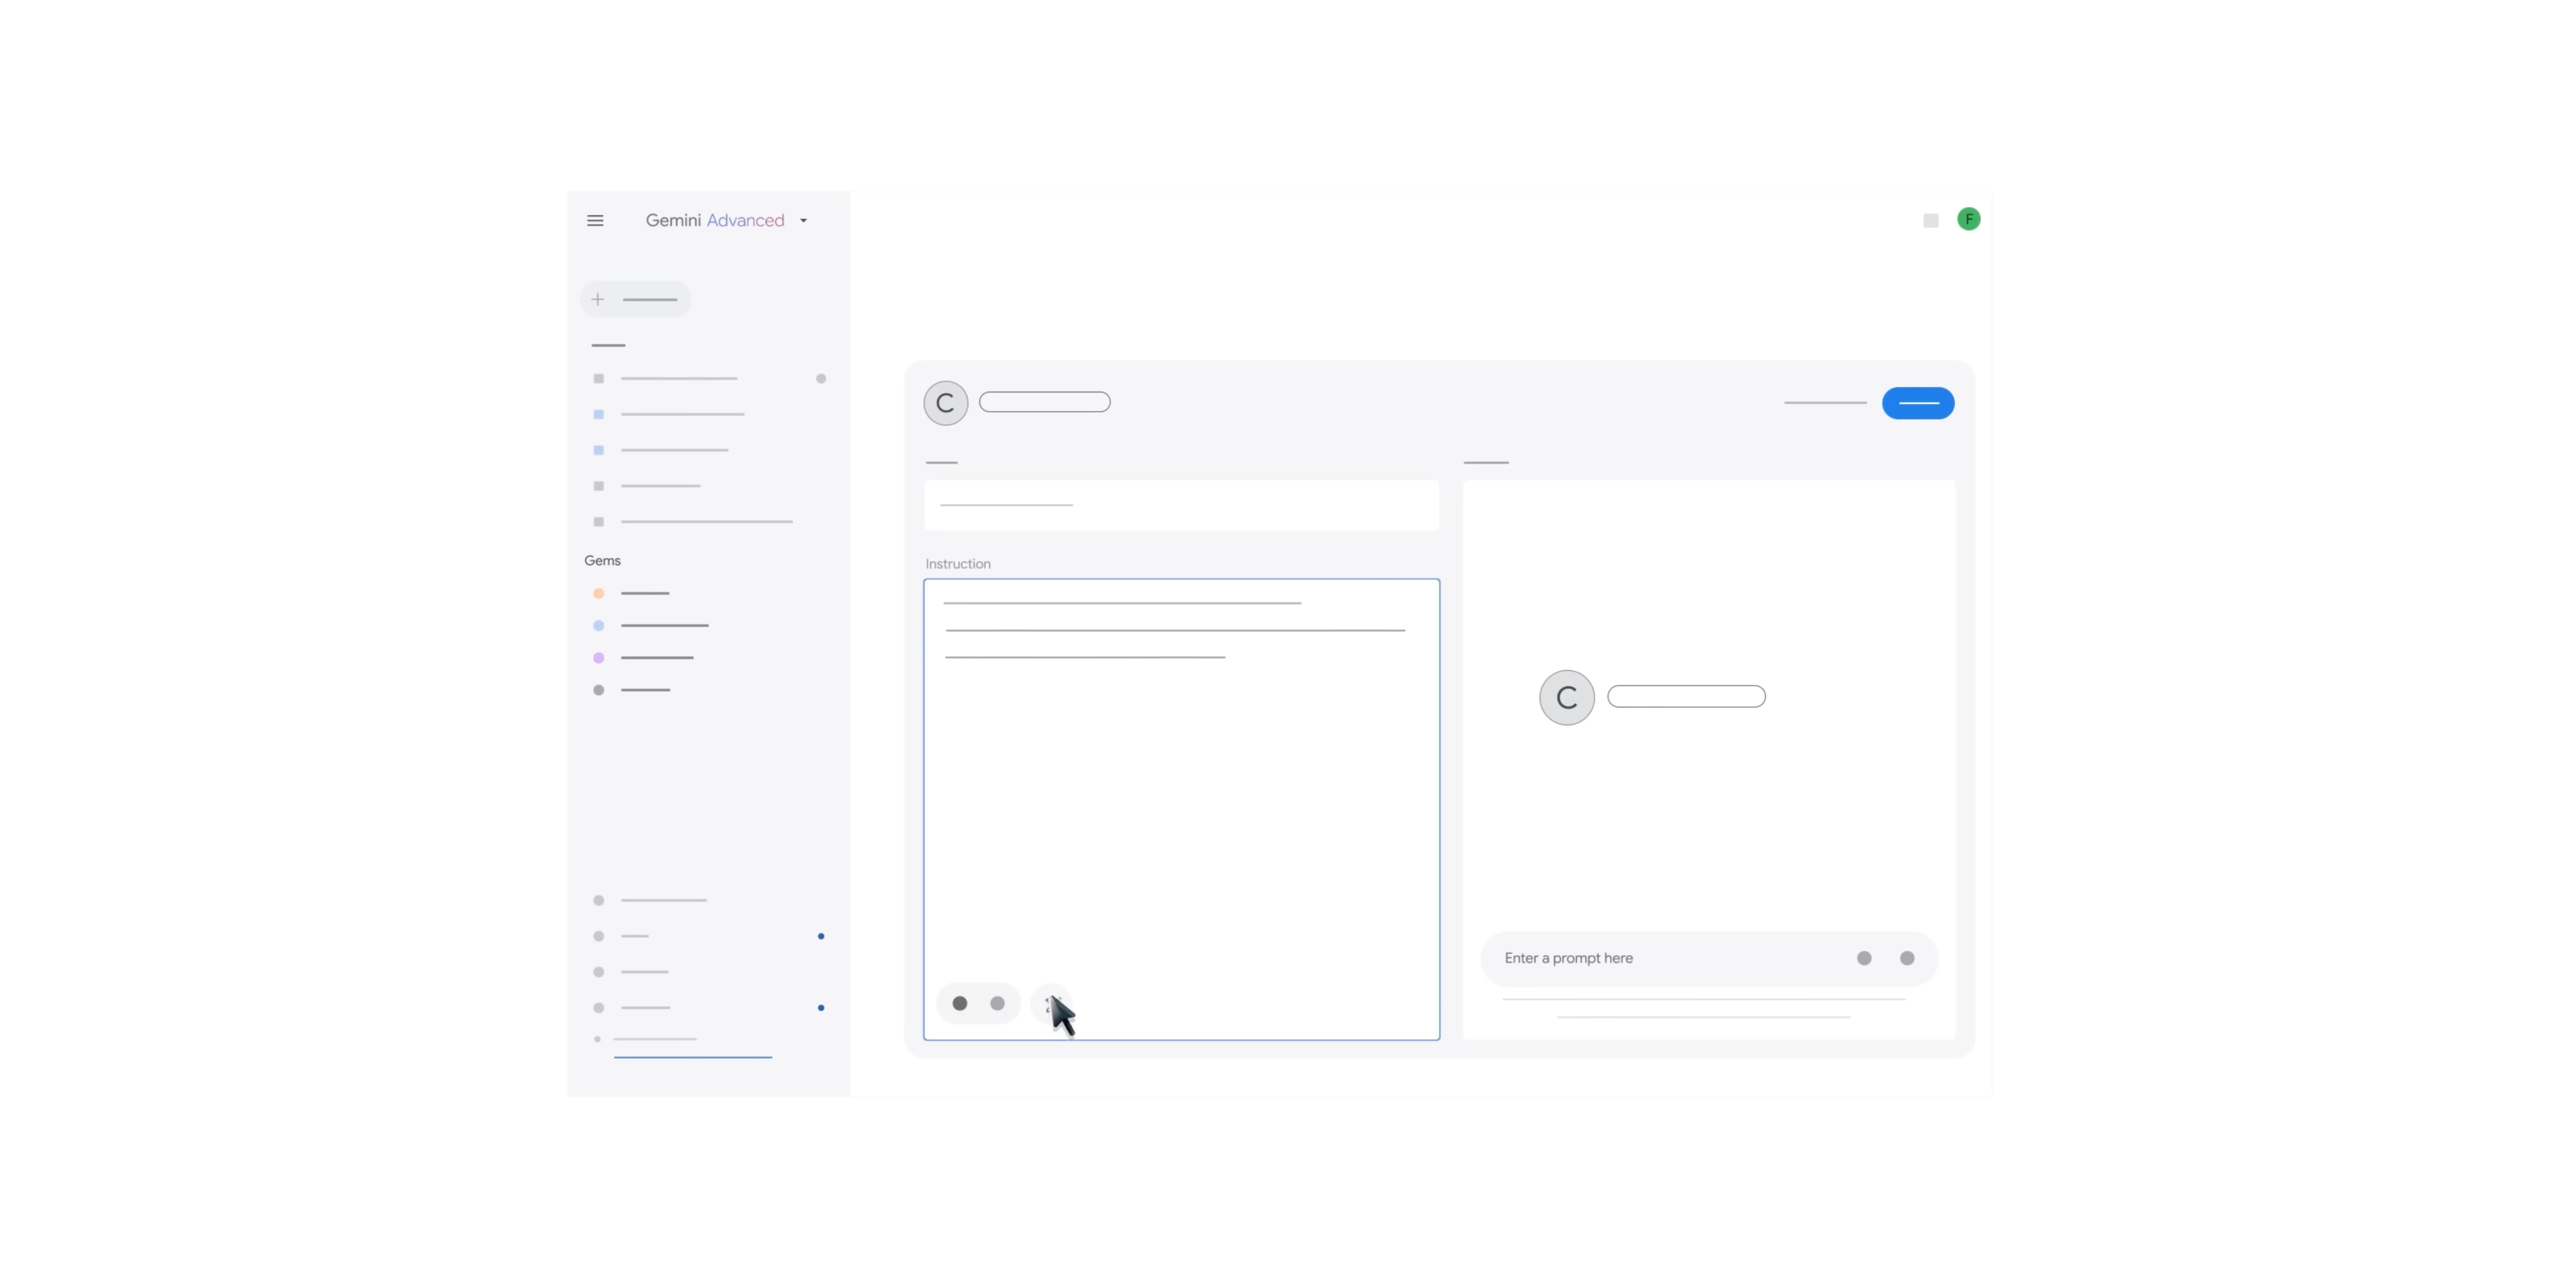 Gemini Advanced
F
C
Gems
Instruction
C
Enter a prompt here